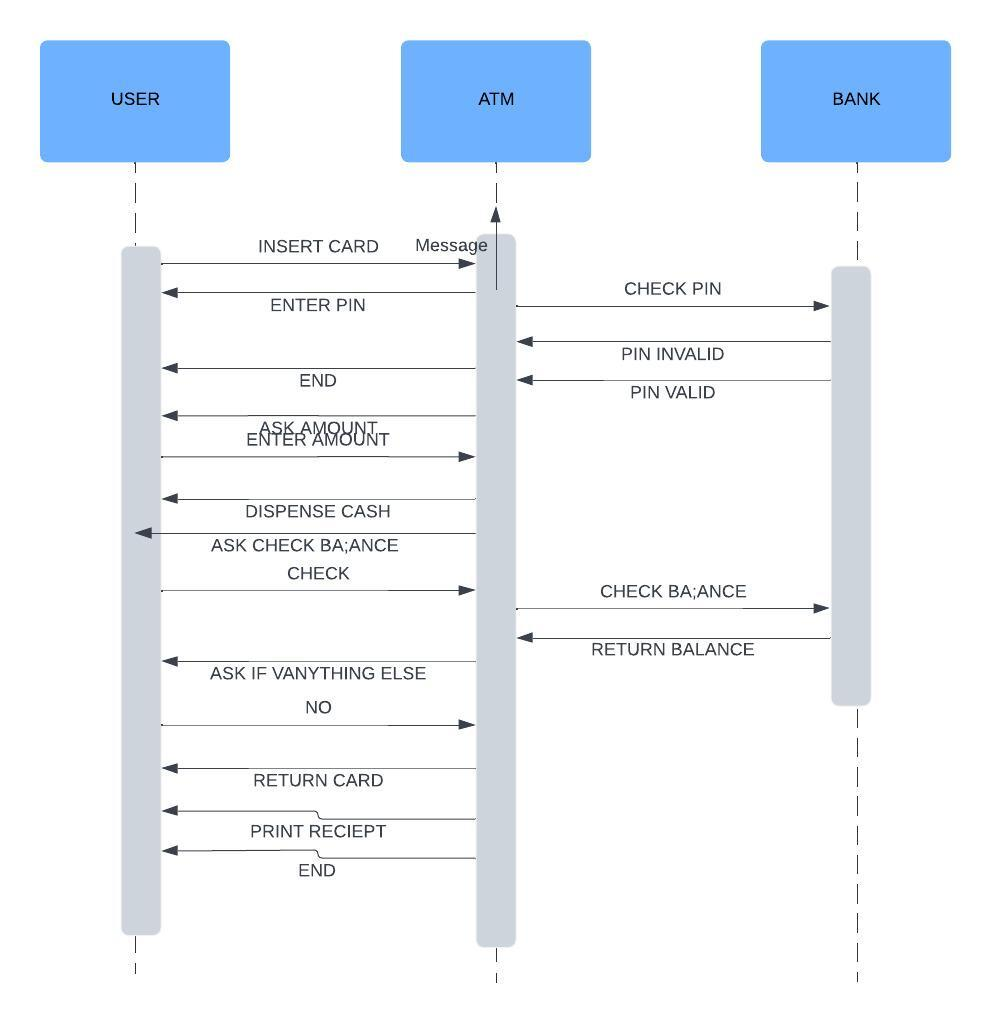 USER
ATM
BANK
INSERT CARD
Message
ENTER PIN
CHECK PIN
PIN INVALID
END
PIN VALID
ASK AMOUNT
ENTER AMOUNT
DISPENSE CASH
ASK CHECK BA;ANCE
CHECK
CHECK BA;ANCE
RETURN BALANCE
ASK IF VANYTHING ELSE
NO
RETURN CARD
PRINT RECIEPT
END